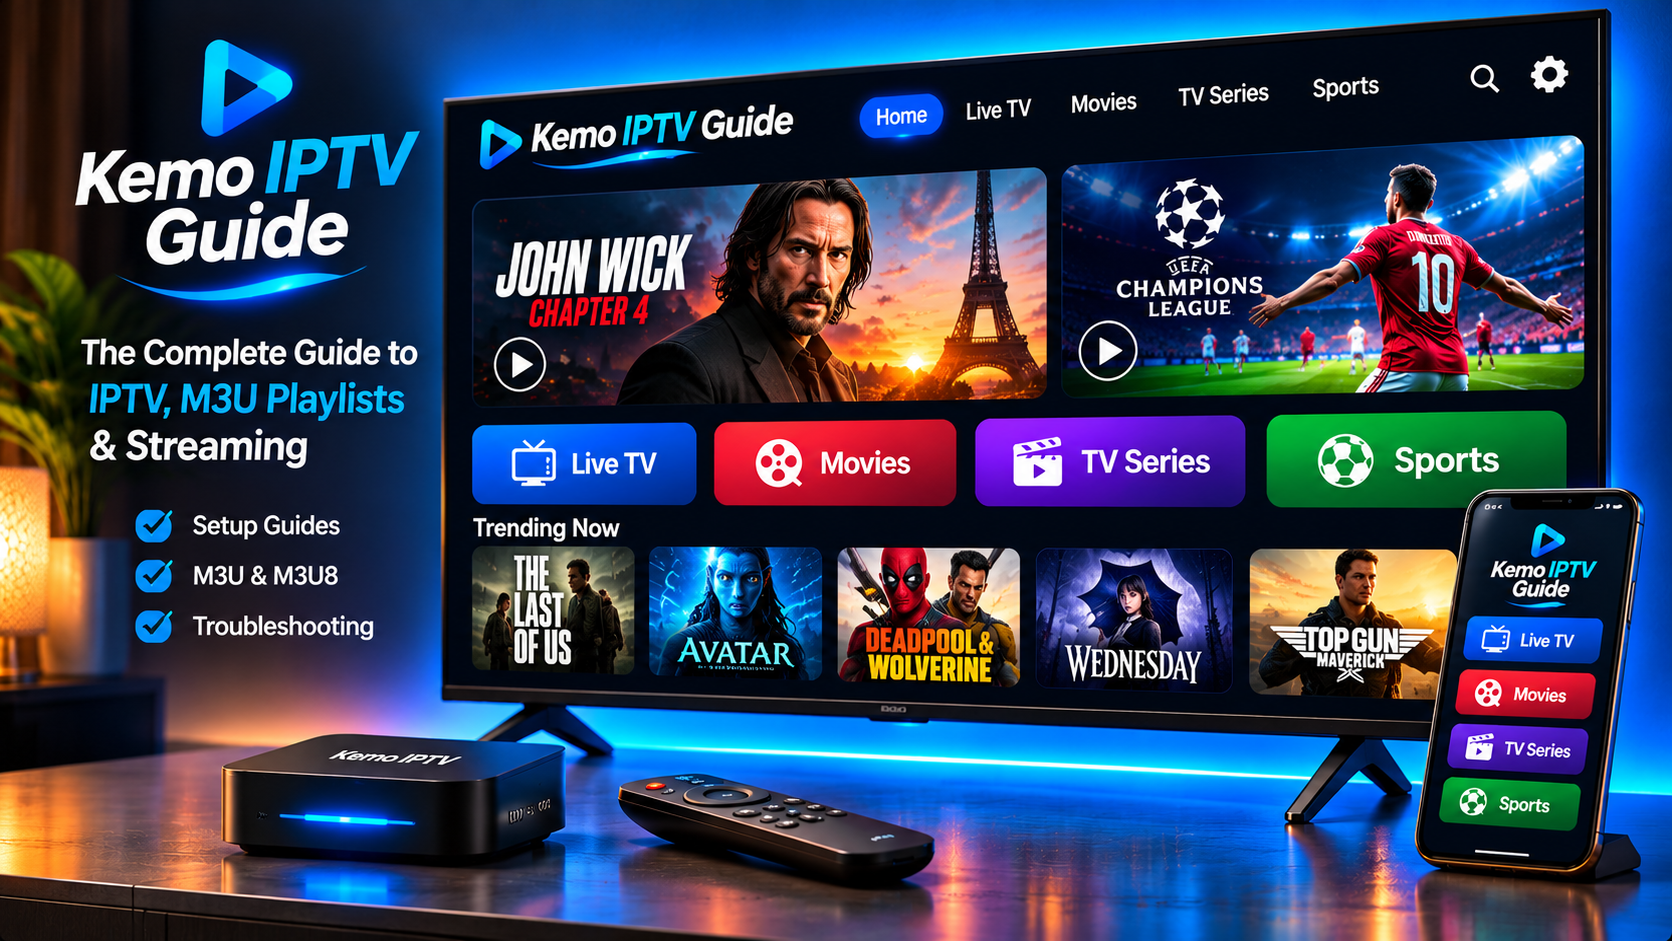 Kemo IPTV
Guide
The Complete Guide to
IPTV, M3U Playlists
& Streaming
Setup Guides
M3U & M3U8
Troubleshooting
Kemo IPTV Guide
Home
Live TV
Movies
TV Series
Sports
JOHN WICK
CHAPTER 4
UEFA
CHAMPIONS
LEAGUE
10
Live TV
Movies
TV Series
Sports
Trending Now
THE
LAST
OF US
AVATAR
DEADPOOL &
WOLVERINE
WEDNESDAY
TOP GUN
MAVERICK
Kemo IPTV
Kemo IPTV
Guide
Live TV
Movies
TV Series
Sports